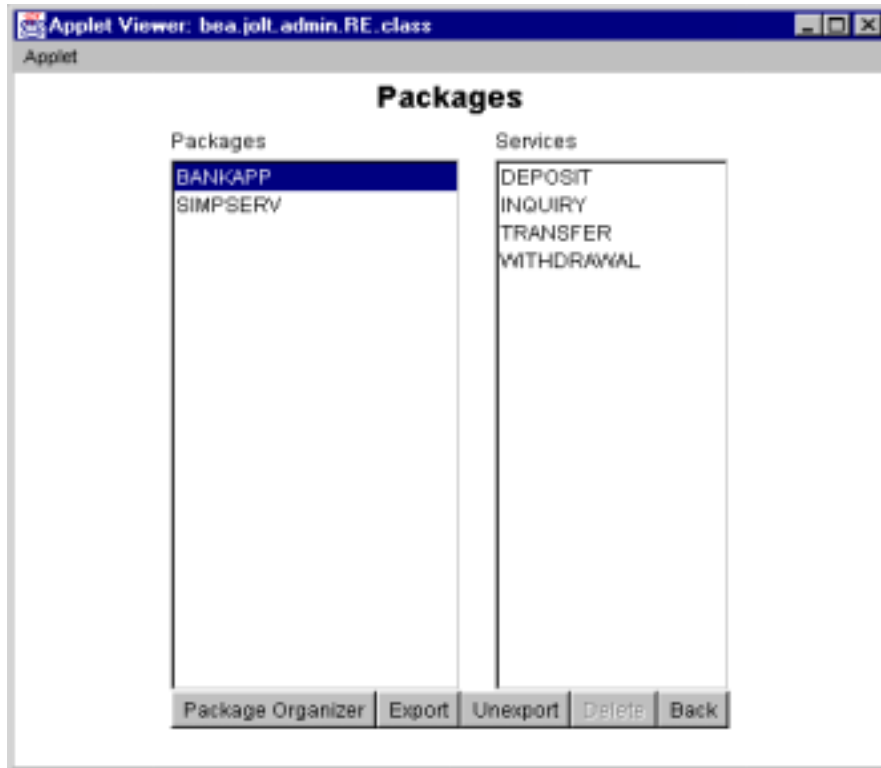 Applet Viewer: bea.jolt.admin.RE.class
Applet
Packages
Packages
Services
BANKAPP
SIMPSERV
DEPOSIT
INQUIRY
TRANSFER
WITHDRAWAL
Package Organizer Export Unexport Delete Back